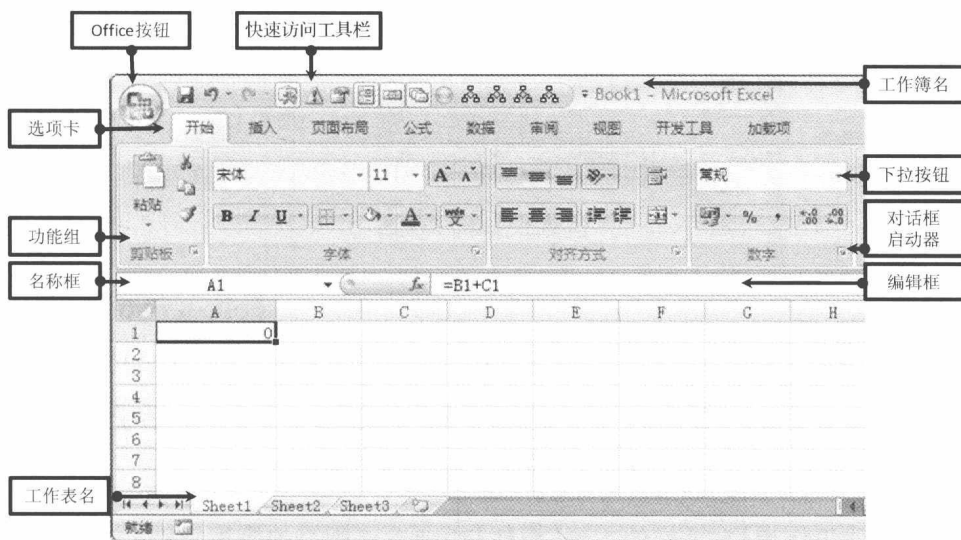 Office按钮
快速访问工具栏
工作簿名
Book1 - Microsoft Excel
选项卡
开始 插入 页面布局 公式 数据 审阅 视图 开发工具 加载项
宋体 11 A A 常规
下拉按钮
粘贴
B I U A wén 文 % ,
.00 .00
对话框
启动器
功能组
剪贴板 字体 对齐方式 数字
名称框
A1 fx =B1+C1
编辑框
A B C D E F G H
1 0
2
3
4
5
6
7
8
工作表名
Sheet1 Sheet2 Sheet3
就绪